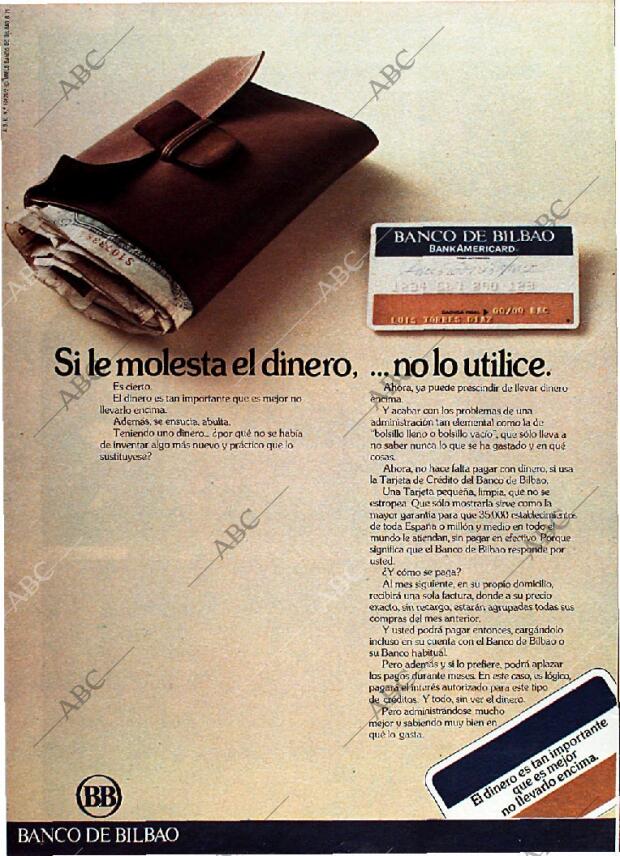 BANCO DE BILBAO
BANKAMERICARD
00/00 BAC
LUIS TORRES DIAZ
Si le molesta el dinero, ...no lo utilice.
Es cierto.
El dinero es tan importante que es mejor no
llevarlo encima.
Además, se ensucia, abulta.
Teniendo uno dinero... ¿por qué no se había
de inventar algo más nuevo y práctico que lo
sustituyese?
Ahora, ya puede prescindir de llevar dinero
encima.
Y acabar con los problemas de una
administración tan elemental como la de
"bolsillo lleno o bolsillo vacío", que sólo lleva a
no saber nunca lo que se ha gastado y en qué
cosas.
Ahora, no hace falta pagar con dinero, si usa
la Tarjeta de Crédito del Banco de Bilbao.
Una Tarjeta pequeña, limpia, que no se
estropea. Que sólo mostrarla sirve como la
mayor garantía para que 35.000 establecimientos
de toda España o millón y medio en todo el
mundo le atiendan, sin pagar en efectivo. Porque
significa que el Banco de Bilbao responde por
usted.
¿Y cómo se paga?
Al mes siguiente, en su propio domicilio,
recibirá una sola factura, donde a su precio
exacto, sin recargo, estarán agrupadas todas sus
compras del mes anterior.
Y usted podrá pagar entonces, cargándolo
incluso en su cuenta con el Banco de Bilbao o
su Banco habitual.
Pero además y si lo prefiere, podrá aplazar
los pagos durante meses. En este caso, es lógico,
pagará el interés autorizado para este tipo
de créditos. Y todo, sin ver el dinero.
Pero administrándose mucho
mejor y sabiendo muy bien en
qué lo gasta.
El dinero es tan importante
que es mejor
no llevarlo encima.
BB
BANCO DE BILBAO
ABC